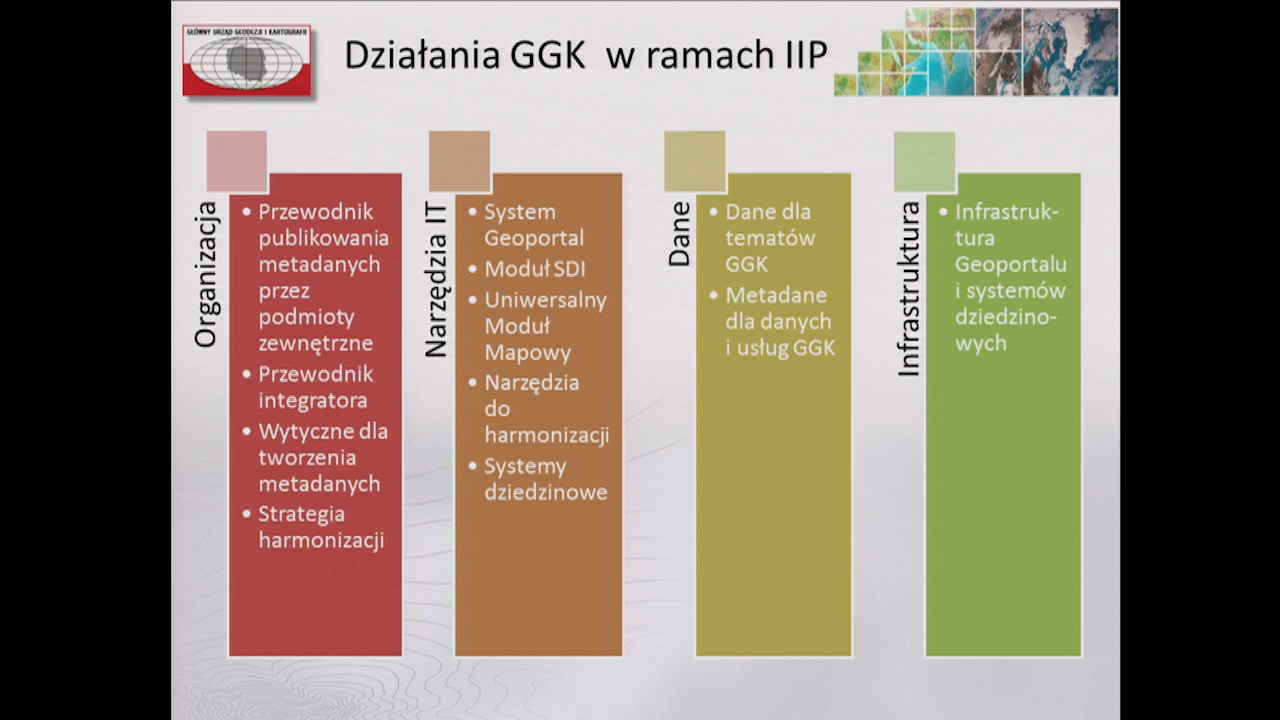 GŁÓWNY URZĄD GEODEZJI I KARTOGRAFII
Działania GGK w ramach IIP
Organizacja
• Przewodnik
publikowania
metadanych
przez
podmioty
zewnętrzne
• Przewodnik
integratora
• Wytyczne dla
tworzenia
metadanych
• Strategia
harmonizacji
Narzędzia IT
• System
Geoportal
• Moduł SDI
• Uniwersalny
Moduł
Mapowy
• Narzędzia
do
harmonizacji
• Systemy
dziedzinowe
Dane
• Dane dla
tematów
GGK
• Metadane
dla danych
i usług GGK
Infrastruktura
• Infrastruk-
tura
Geoportalu
i systemów
dziedzino-
wych